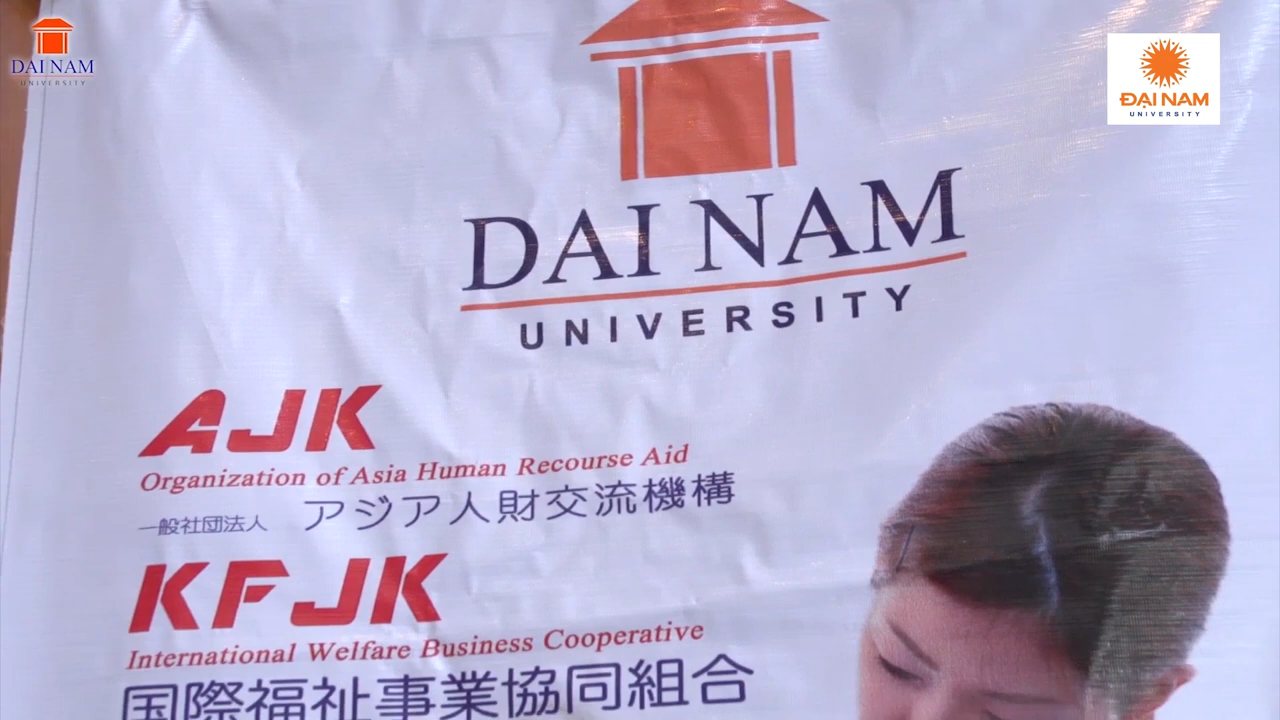 DAI NAM
UNIVERSITY
ĐẠI NAM
UNIVERSITY
DAI NAM
UNIVERSITY
AJK
Organization of Asia Human Recourse Aid
一般社団法人 アジア人財交流機構
KFJK
International Welfare Business Cooperative
国際福祉事業協同組合